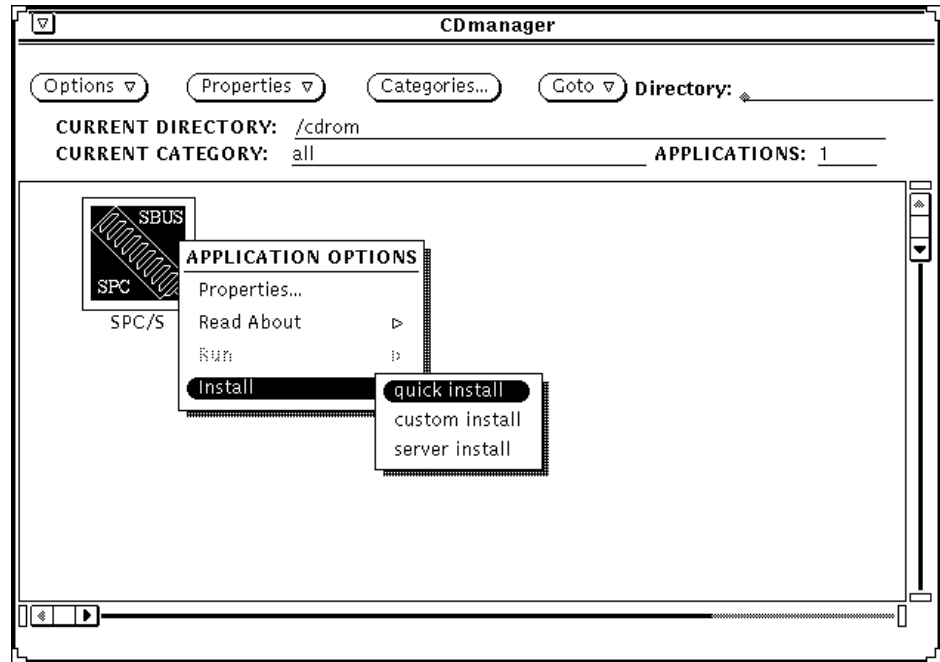 CDmanager
Options Properties Categories... Goto Directory:
CURRENT DIRECTORY: /cdrom
CURRENT CATEGORY: all APPLICATIONS: 1
SBUS
SPC
SPC/S
APPLICATION OPTIONS
Properties...
Read About
Run
Install
quick install
custom install
server install